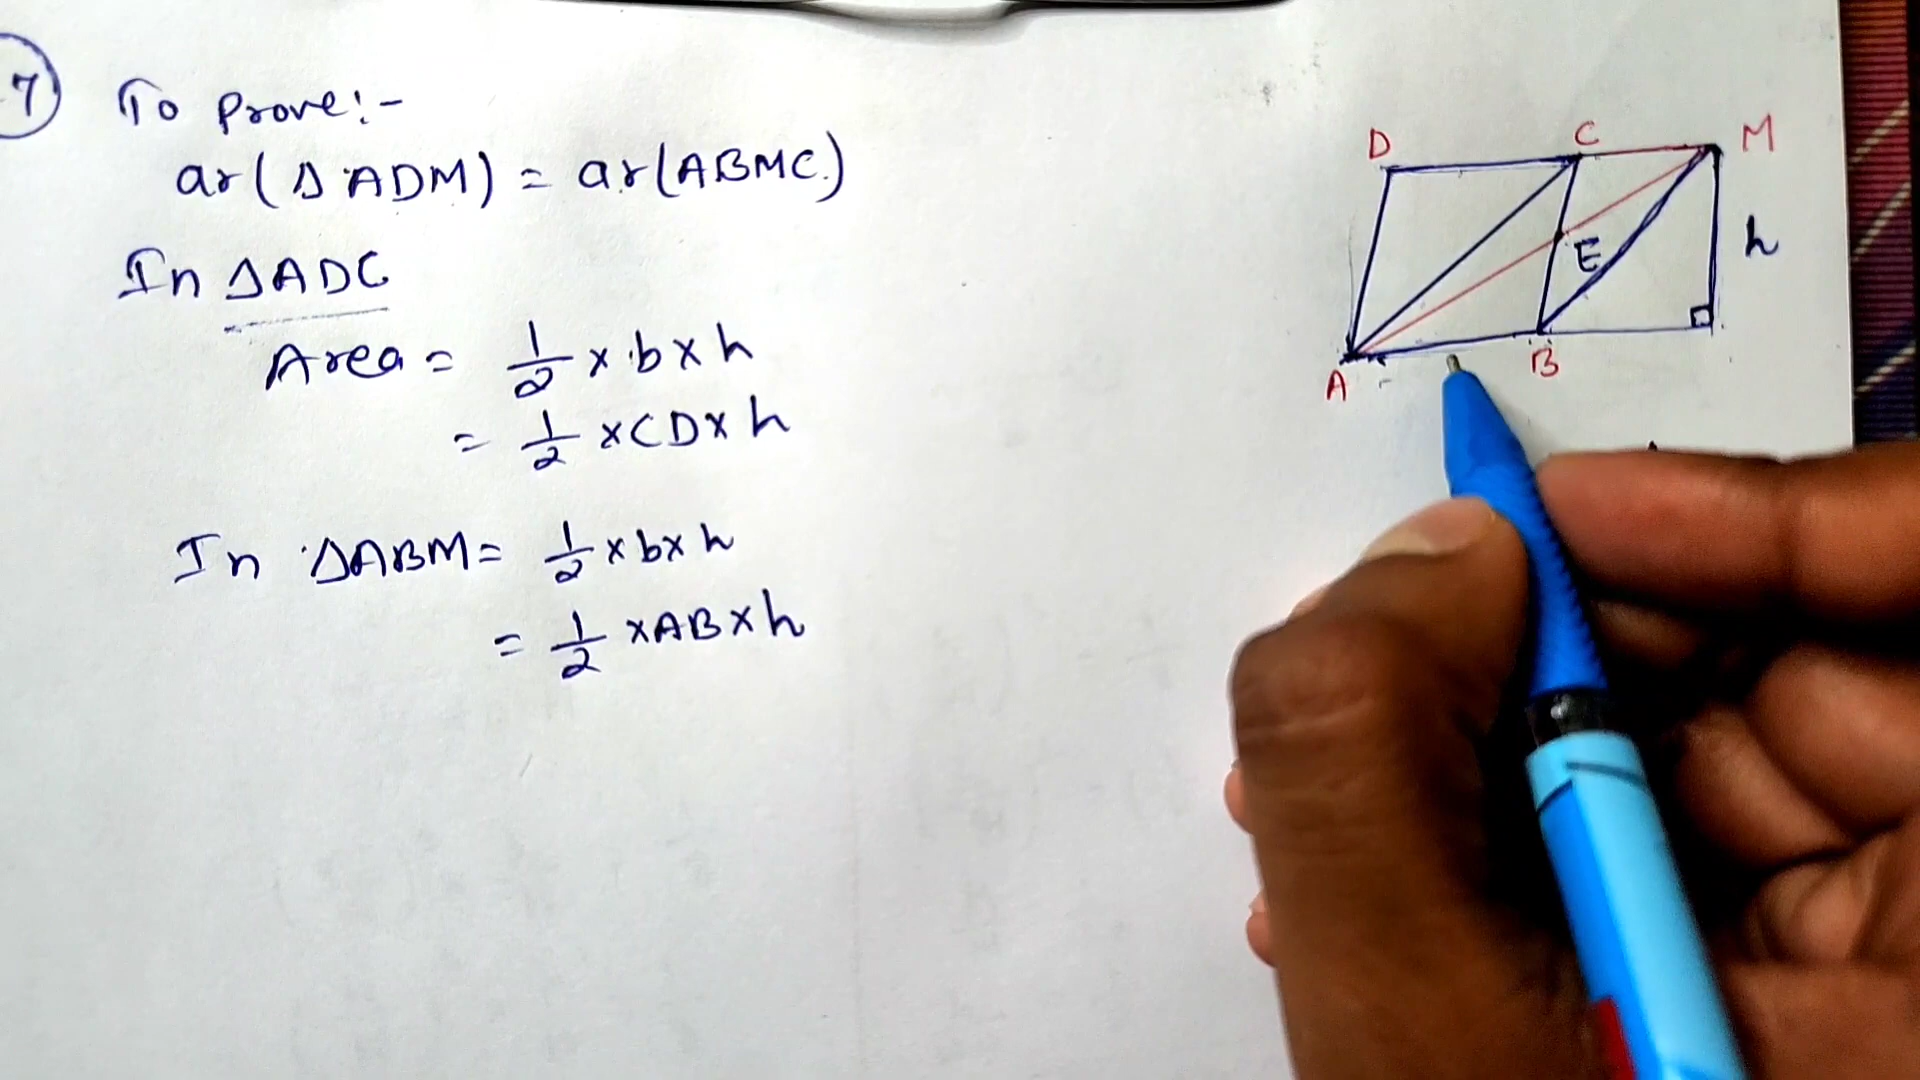 7
To Prove:-
ar(Δ ADM) = ar(ABMC)
In ΔADC
Area = 1/2 × b × h
= 1/2 × CD × h
In ΔABM = 1/2 × b × h
= 1/2 × AB × h
D C M
E h
A B